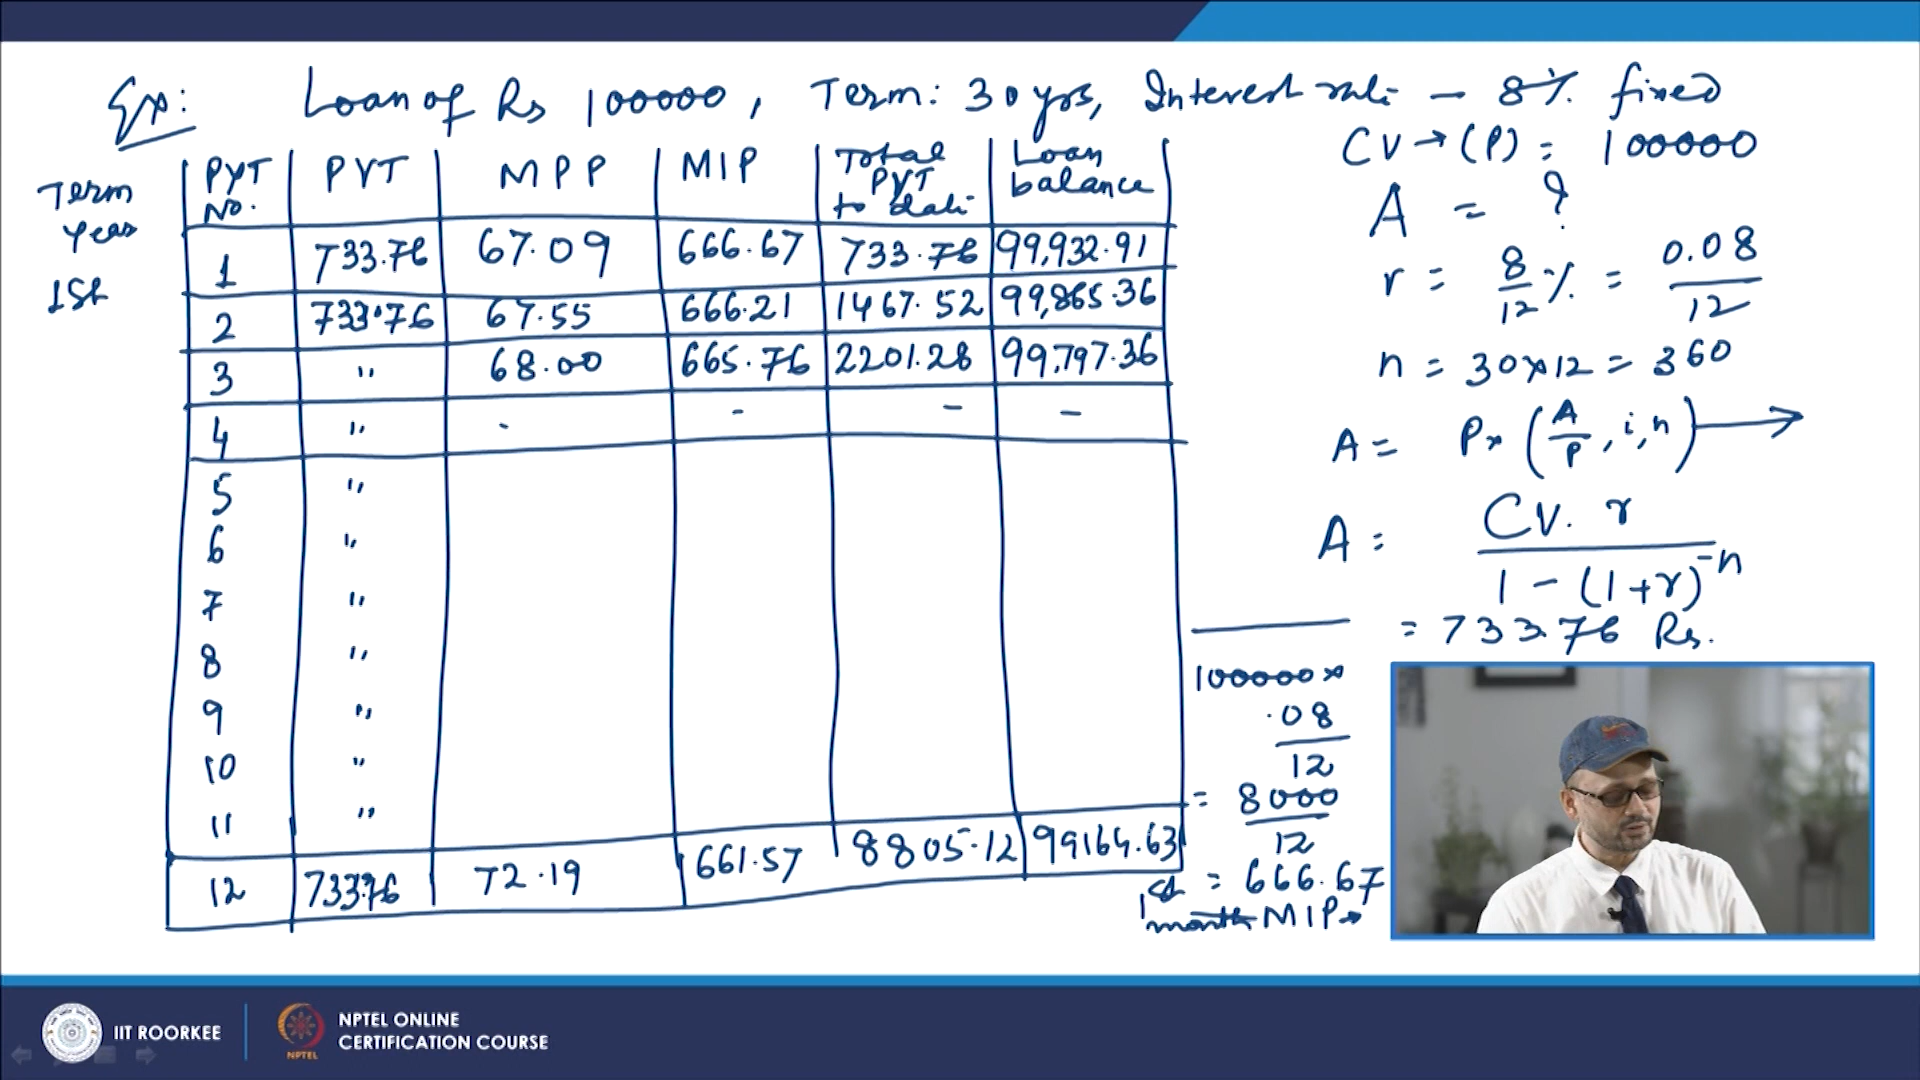 Ex: Loan of Rs 100000, Term: 30 yrs, Interest rate - 8% fixed
CV → (P) = 100000
A = ?
r = 8/12 % = 0.08/12
n = 30×12 = 360
A = P× (A/P, i, n) →
A = CV. r / 1 - (1+r)^-n
= 733.76 Rs.
Term Year
PYT No. | PYT | MPP | MIP | Total PYT to date | Loan balance
1st
1 | 733.76 | 67.09 | 666.67 | 733.76 | 99,932.91
2 | 733.76 | 67.55 | 666.21 | 1467.52 | 99,865.36
3 | " | 68.00 | 665.76 | 2201.28 | 99,797.36
4 | " | - | - | - | -
5 | "
6 | "
7 | "
8 | "
9 | "
10 | "
11 | "
12 | 733.76 | 72.19 | 661.57 | 8805.12 | 99164.63
100000 ×
.08
12
= 8000
12
= 666.67
1st month MIP →
IIT ROORKEE
NPTEL
NPTEL ONLINE
CERTIFICATION COURSE